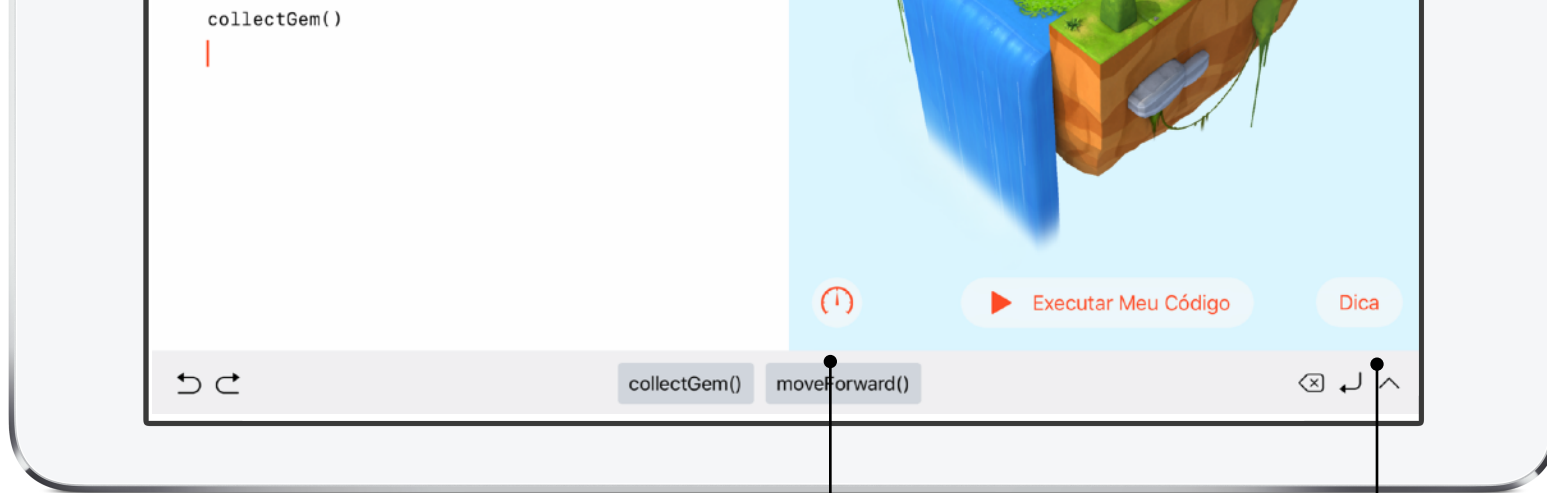 collectGem()
Executar Meu Código
Dica
collectGem()
moveForward()